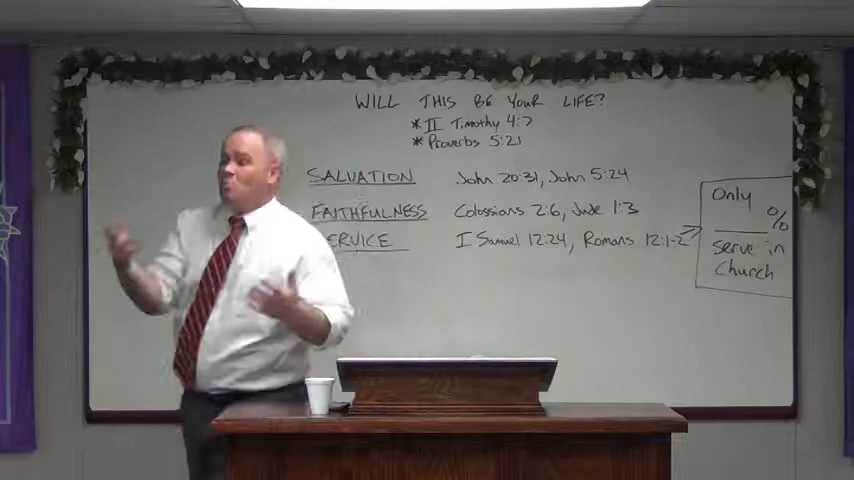 WILL THIS BE YOUR LIFE?
* II Timothy 4:7
* Proverbs 5:21
SALVATION John 20:31, John 5:24
FAITHFULNESS Colossians 2:6, Jude 1:3
ERVICE I Samuel 12:24, Romans 12:1-2
Only
%
serve in
church